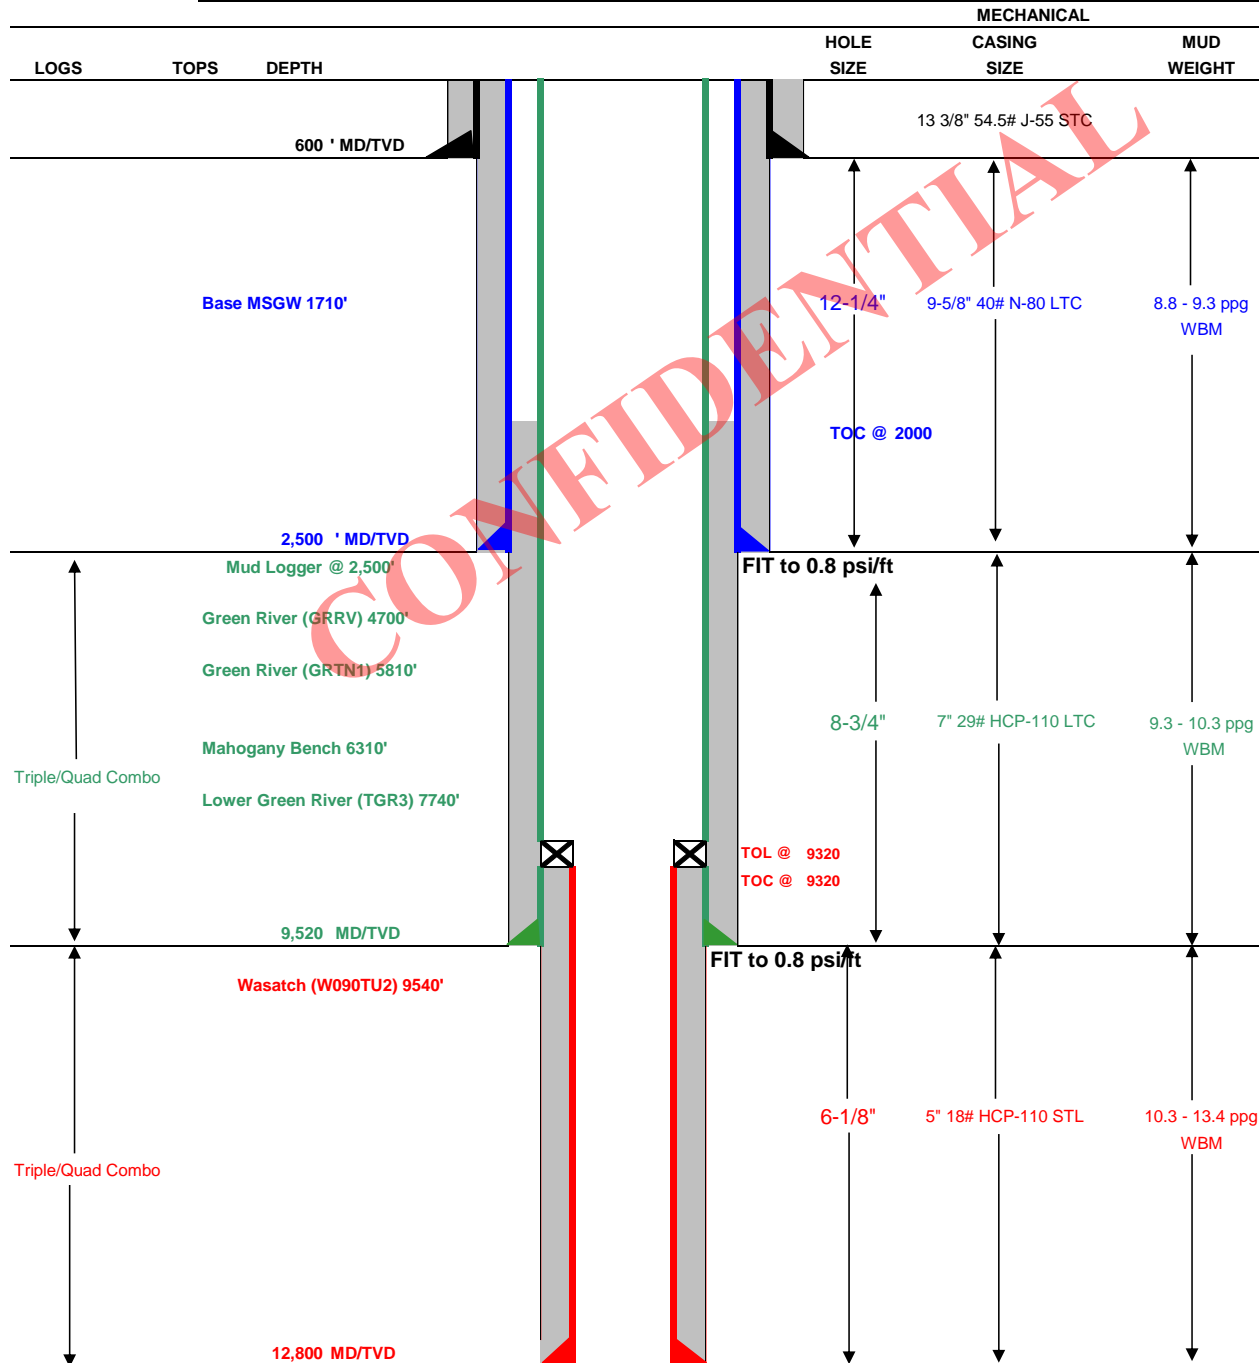 MECHANICAL
HOLE CASING MUD
LOGS TOPS DEPTH SIZE SIZE WEIGHT
13 3/8" 54.5# J-55 STC
600 ' MD/TVD
Base MSGW 1710' 12-1/4" 9-5/8" 40# N-80 LTC 8.8 - 9.3 ppg
WBM
TOC @ 2000
2,500 ' MD/TVD
Mud Logger @ 2,500' FIT to 0.8 psi/ft
Green River (GRRV) 4700'
Green River (GRTN1) 5810'
8-3/4" 7" 29# HCP-110 LTC 9.3 - 10.3 ppg
Mahogany Bench 6310' WBM
Triple/Quad Combo
Lower Green River (TGR3) 7740'
TOL @ 9320
TOC @ 9320
9,520 MD/TVD
FIT to 0.8 psi/ft
Wasatch (W090TU2) 9540'
6-1/8" 5" 18# HCP-110 STL 10.3 - 13.4 ppg
WBM
Triple/Quad Combo
12,800 MD/TVD
CONFIDENTIAL